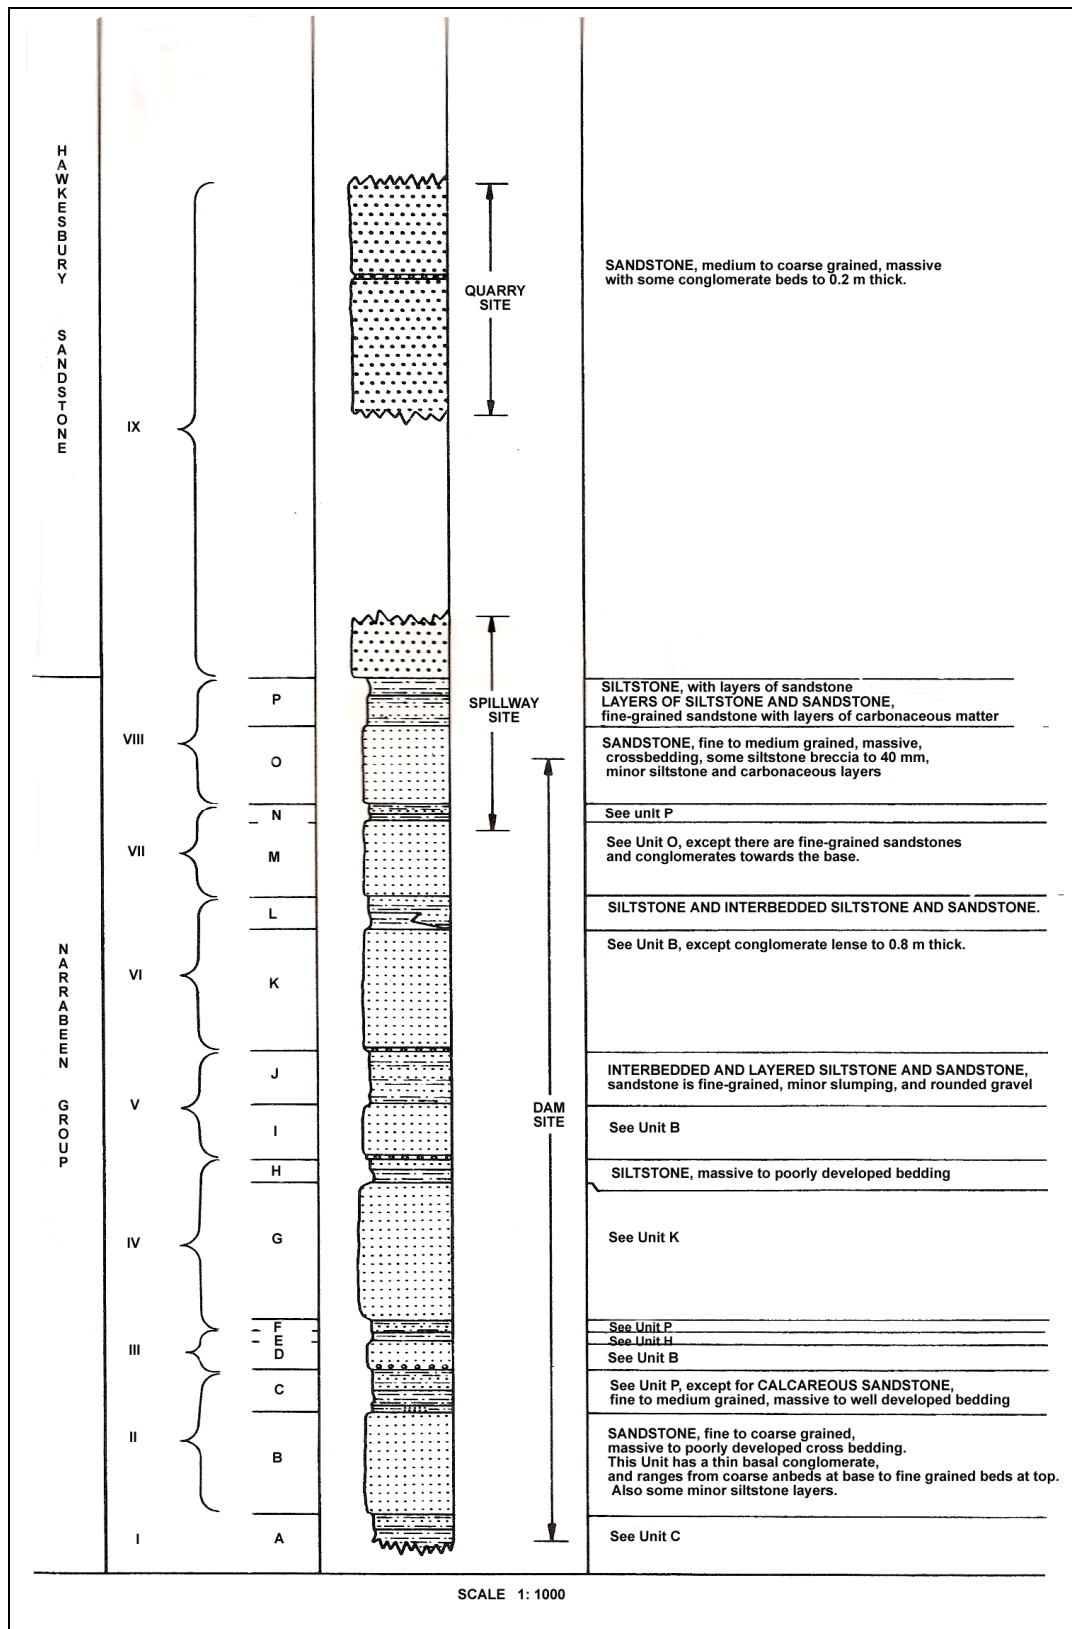 HAWKESBURY SANDSTONE
IX
QUARRY
SITE
SANDSTONE, medium to coarse grained, massive
with some conglomerate beds to 0.2 m thick.
SPILLWAY
SITE
NARRABEEN GROUP
VIII
P
SILTSTONE, with layers of sandstone
LAYERS OF SILTSTONE AND SANDSTONE,
fine-grained sandstone with layers of carbonaceous matter
O
SANDSTONE, fine to medium grained, massive,
crossbedding, some siltstone breccia to 40 mm,
minor siltstone and carbonaceous layers
VII
N
See unit P
M
See Unit O, except there are fine-grained sandstones
and conglomerates towards the base.
VI
L
SILTSTONE AND INTERBEDDED SILTSTONE AND SANDSTONE.
K
See Unit B, except conglomerate lense to 0.8 m thick.
DAM
SITE
V
J
INTERBEDDED AND LAYERED SILTSTONE AND SANDSTONE,
sandstone is fine-grained, minor slumping, and rounded gravel
I
See Unit B
IV
H
SILTSTONE, massive to poorly developed bedding
G
See Unit K
III
F
See Unit P
E
See Unit H
D
See Unit B
II
C
See Unit P, except for CALCAREOUS SANDSTONE,
fine to medium grained, massive to well developed bedding
B
SANDSTONE, fine to coarse grained,
massive to poorly developed cross bedding.
This Unit has a thin basal conglomerate,
and ranges from coarse anbeds at base to fine grained beds at top.
Also some minor siltstone layers.
I
A
See Unit C
SCALE 1: 1000